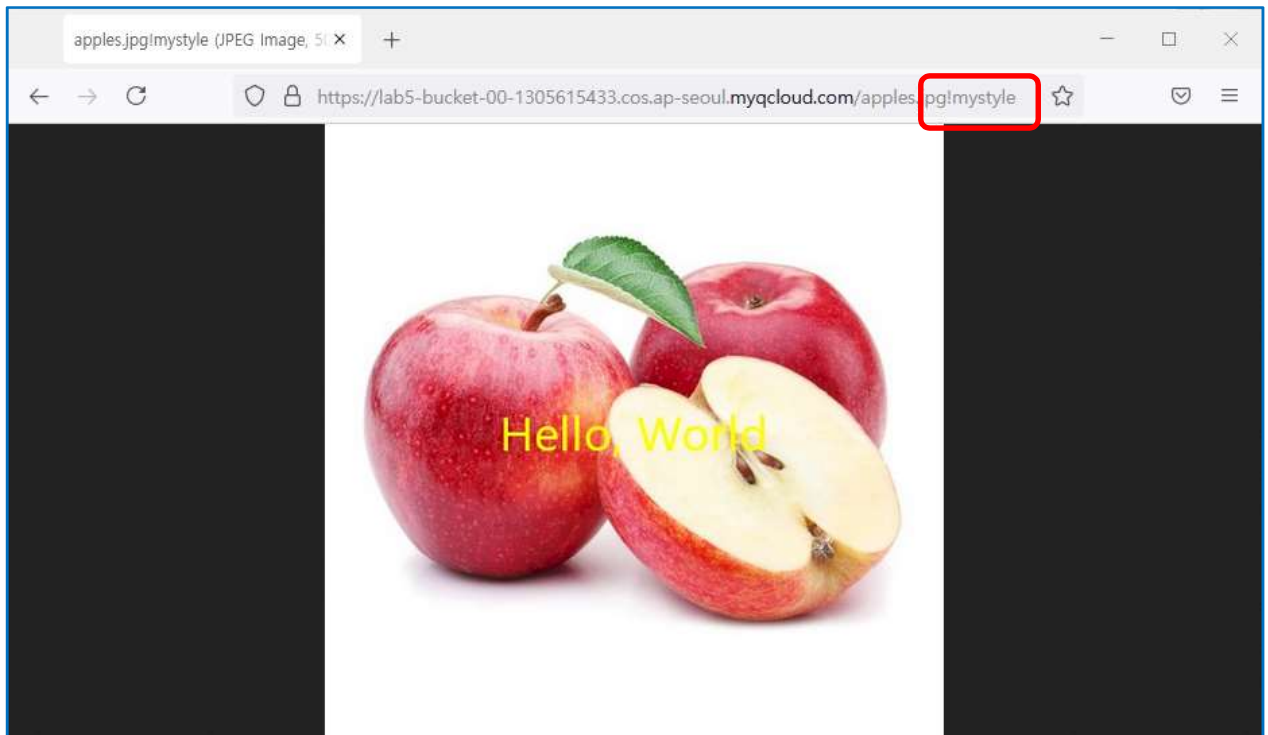 apples.jpg!mystyle (JPEG Image, 50
https://lab5-bucket-00-1305615433.cos.ap-seoul.myqcloud.com/apples.jpg!mystyle
Hello, World